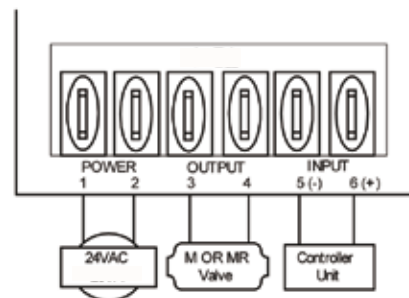 POWER OUTPUT INPUT
1 2 3 4 5 (-) 6 (+)
24VAC
M OR MR
Valve
Controller
Unit